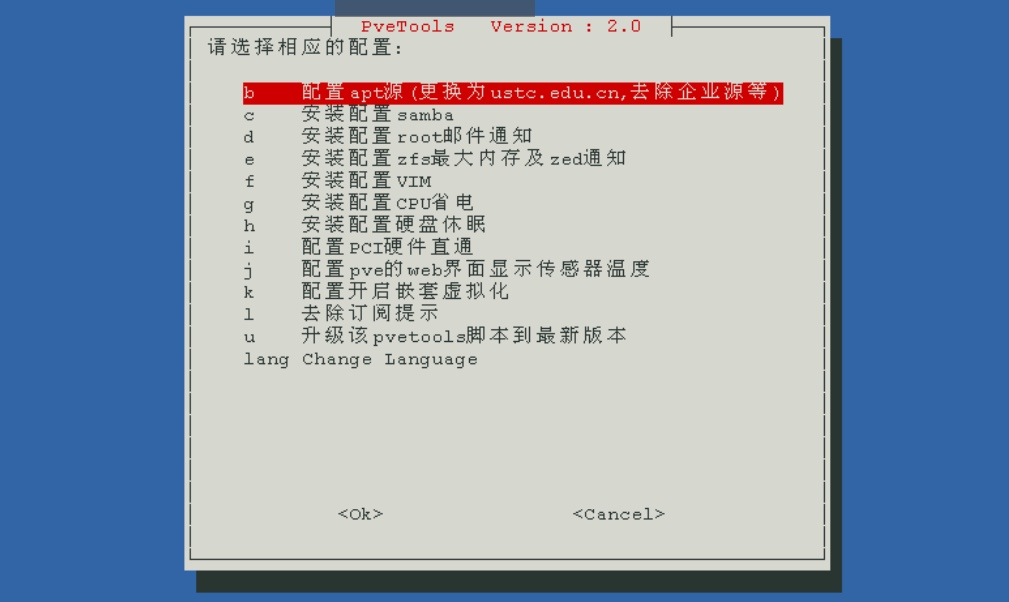 PveTools Version : 2.0
请选择相应的配置:
b 配置apt源(更换为ustc.edu.cn,去除企业源等)
c 安装配置samba
d 安装配置root邮件通知
e 安装配置zfs最大内存及zed通知
f 安装配置VIM
g 安装配置CPU省电
h 安装配置硬盘休眠
i 配置PCI硬件直通
j 配置pve的web界面显示传感器温度
k 配置开启嵌套虚拟化
l 去除订阅提示
u 升级该pvetools脚本到最新版本
lang Change Language
<Ok> <Cancel>